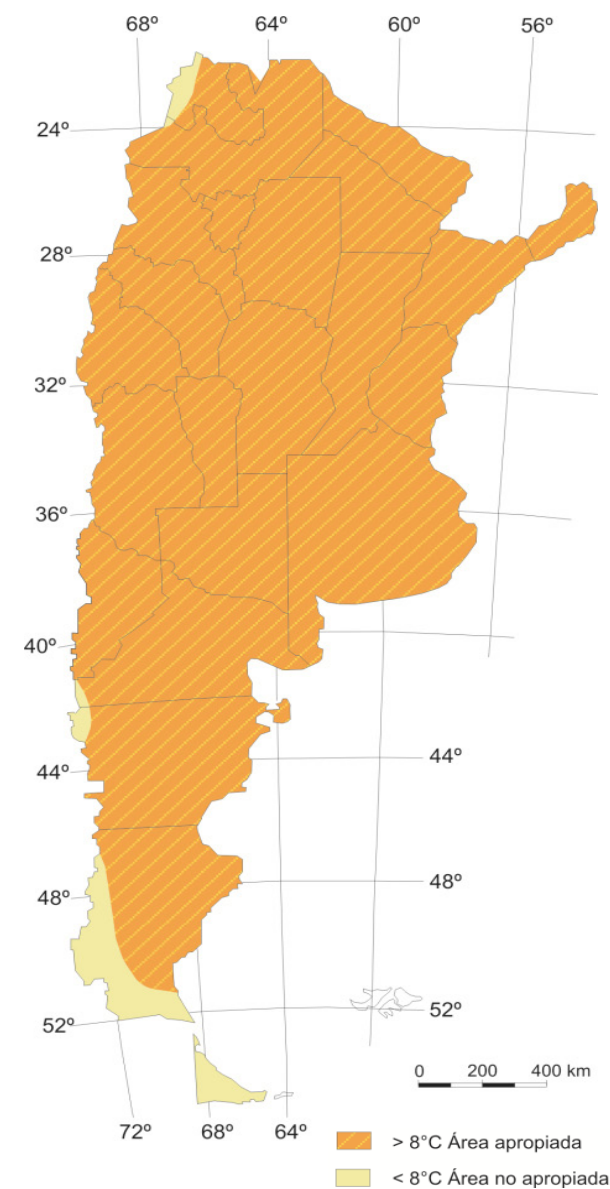 68º 64º 60º 56º
24º
28º
32º
36º
40º
44º 44º
48º 48º
52º 52º
72º 68º 64º
0 200 400 km
> 8°C Área apropiada
< 8°C Área no apropiada